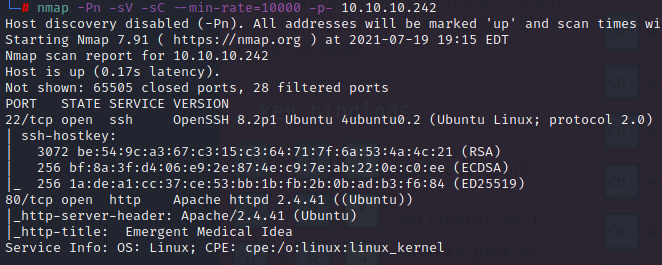 └─# nmap -Pn -sV -sC --min-rate=10000 -p- 10.10.10.242
Host discovery disabled (-Pn). All addresses will be marked 'up' and scan times wi
Starting Nmap 7.91 ( https://nmap.org ) at 2021-07-19 19:15 EDT
Nmap scan report for 10.10.10.242
Host is up (0.17s latency).
Not shown: 65505 closed ports, 28 filtered ports
PORT   STATE SERVICE VERSION
22/tcp open  ssh     OpenSSH 8.2p1 Ubuntu 4ubuntu0.2 (Ubuntu Linux; protocol 2.0)
| ssh-hostkey:
|   3072 be:54:9c:a3:67:c3:15:c3:64:71:7f:6a:53:4a:4c:21 (RSA)
|   256 bf:8a:3f:d4:06:e9:2e:87:4e:c9:7e:ab:22:0e:c0:ee (ECDSA)
|_  256 1a:de:a1:cc:37:ce:53:bb:1b:fb:2b:0b:ad:b3:f6:84 (ED25519)
80/tcp open  http    Apache httpd 2.4.41 ((Ubuntu))
|_http-server-header: Apache/2.4.41 (Ubuntu)
|_http-title:  Emergent Medical Idea
Service Info: OS: Linux; CPE: cpe:/o:linux:linux_kernel